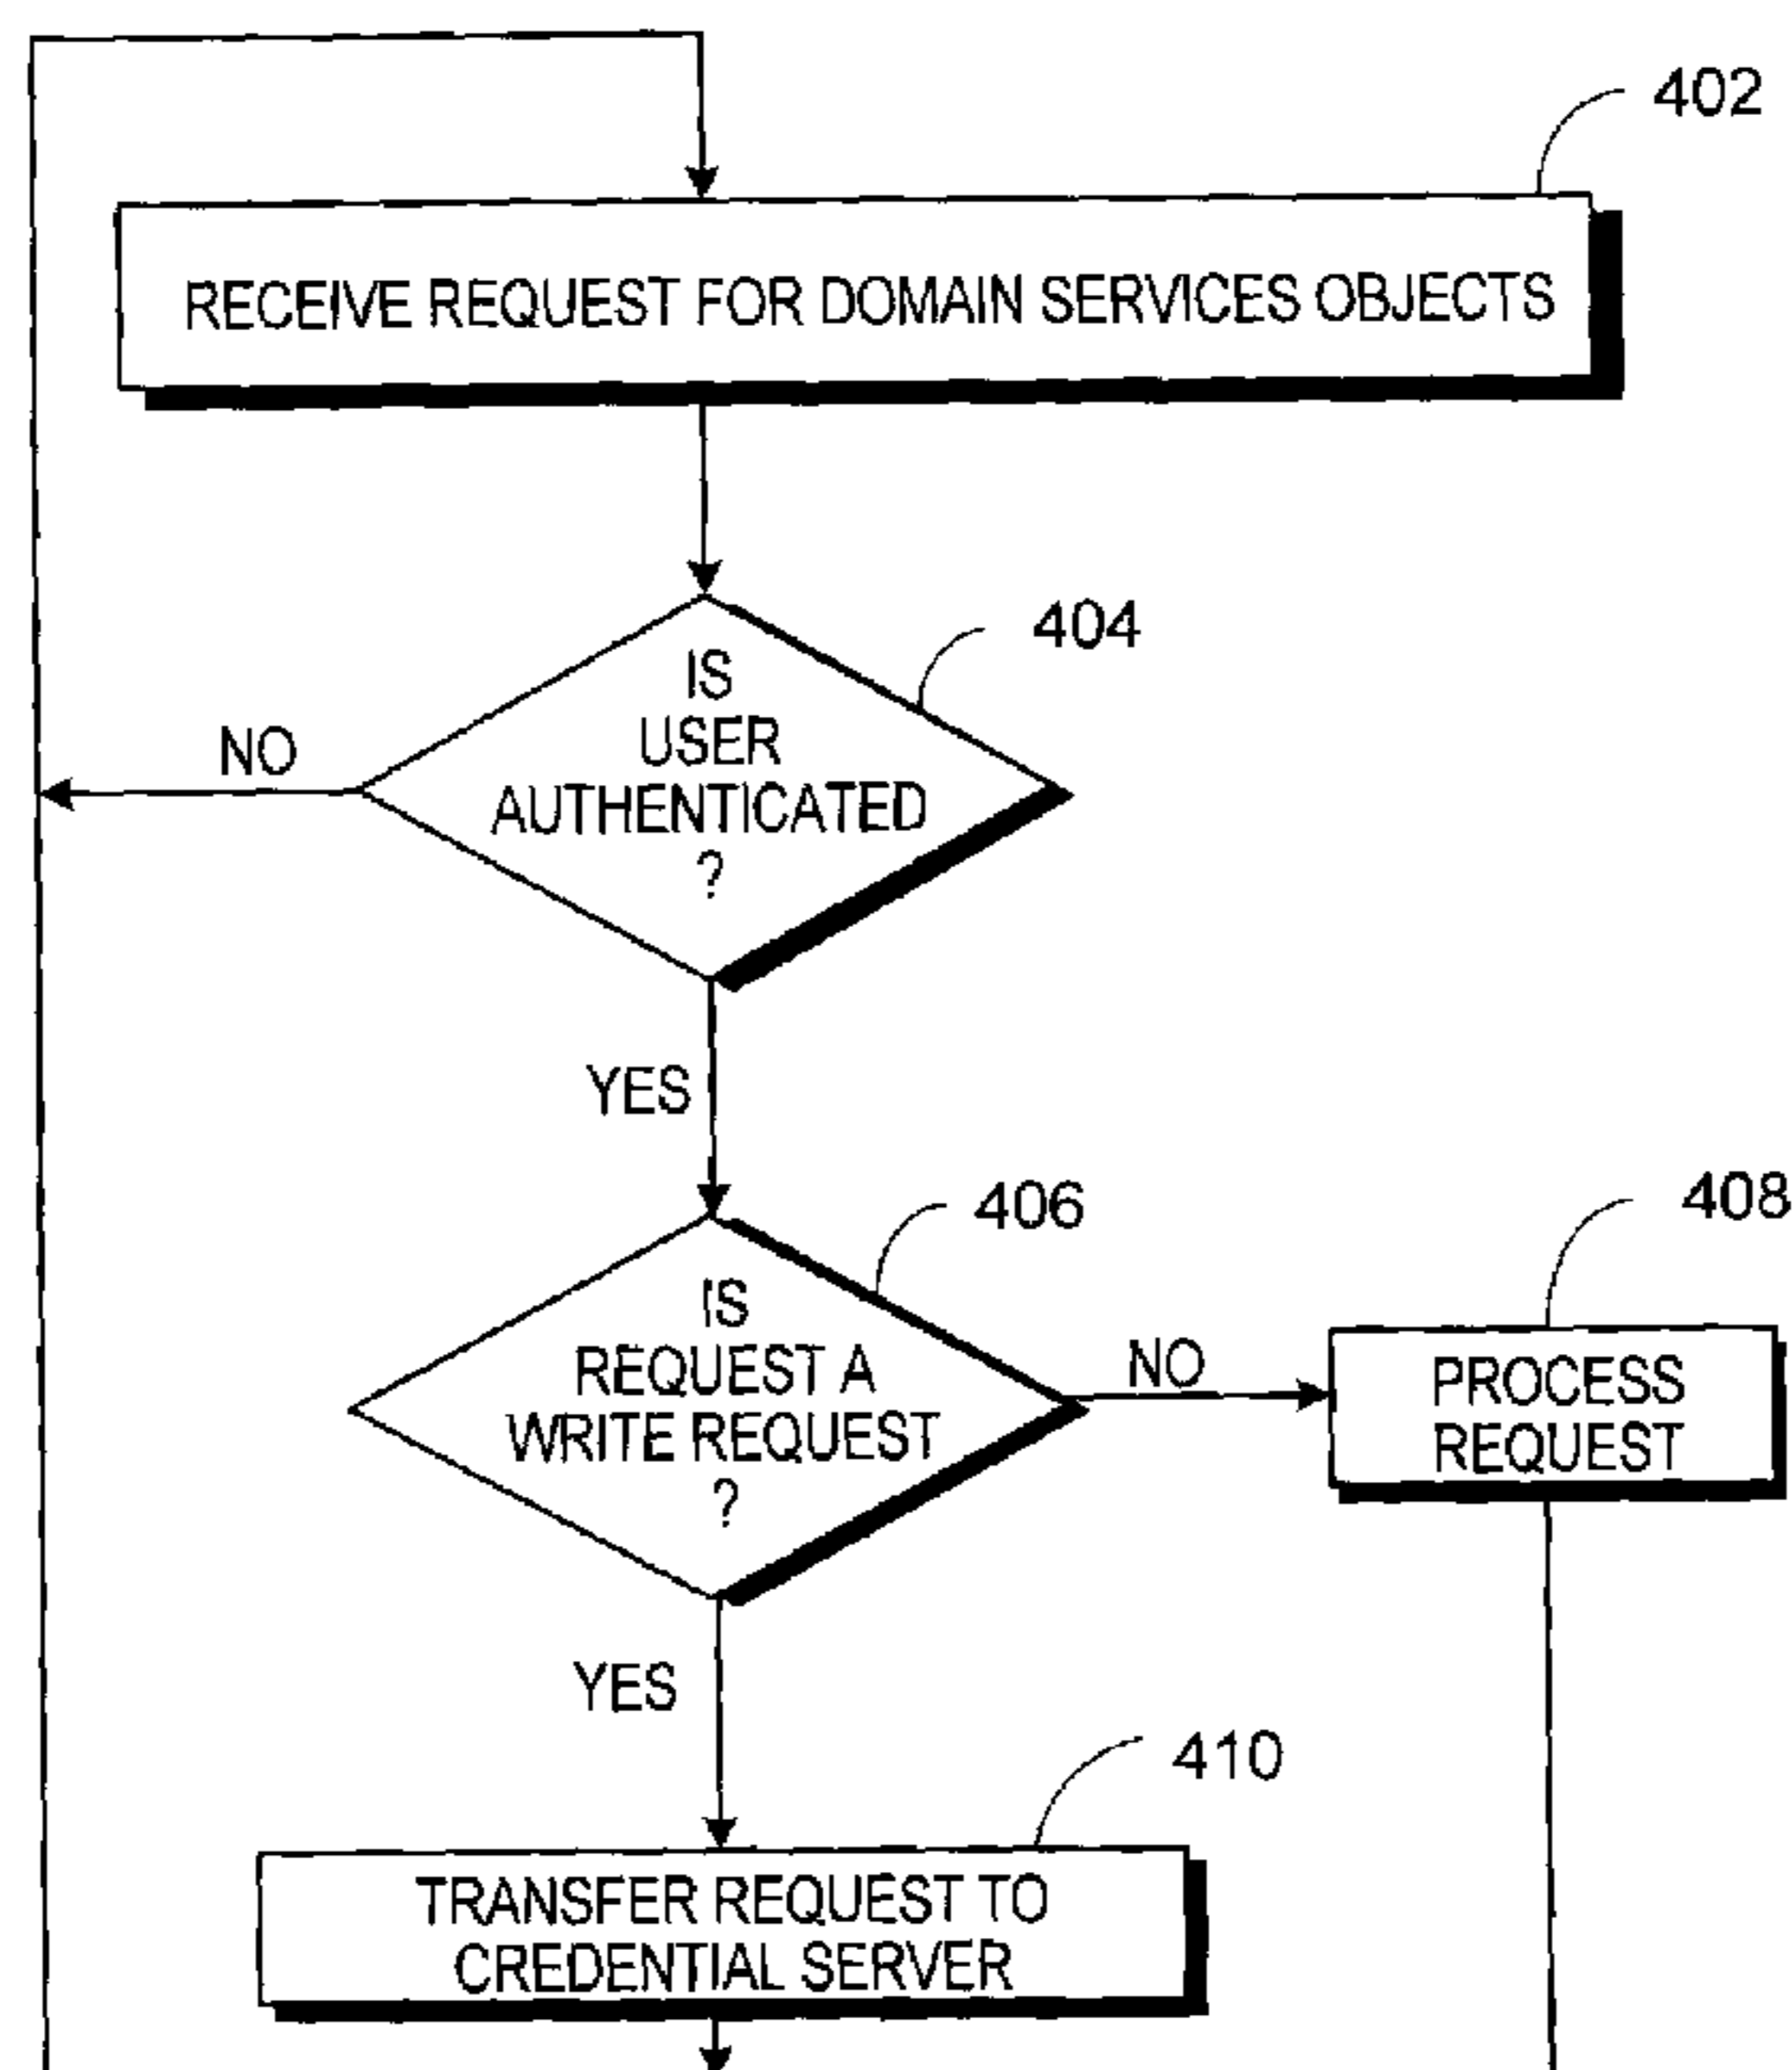 402
RECEIVE REQUEST FOR DOMAIN SERVICES OBJECTS
404
IS
USER
AUTHENTICATED
?
NO
YES
406
408
IS
REQUEST A
WRITE REQUEST
?
NO
PROCESS
REQUEST
YES
410
TRANSFER REQUEST TO
CREDENTIAL SERVER